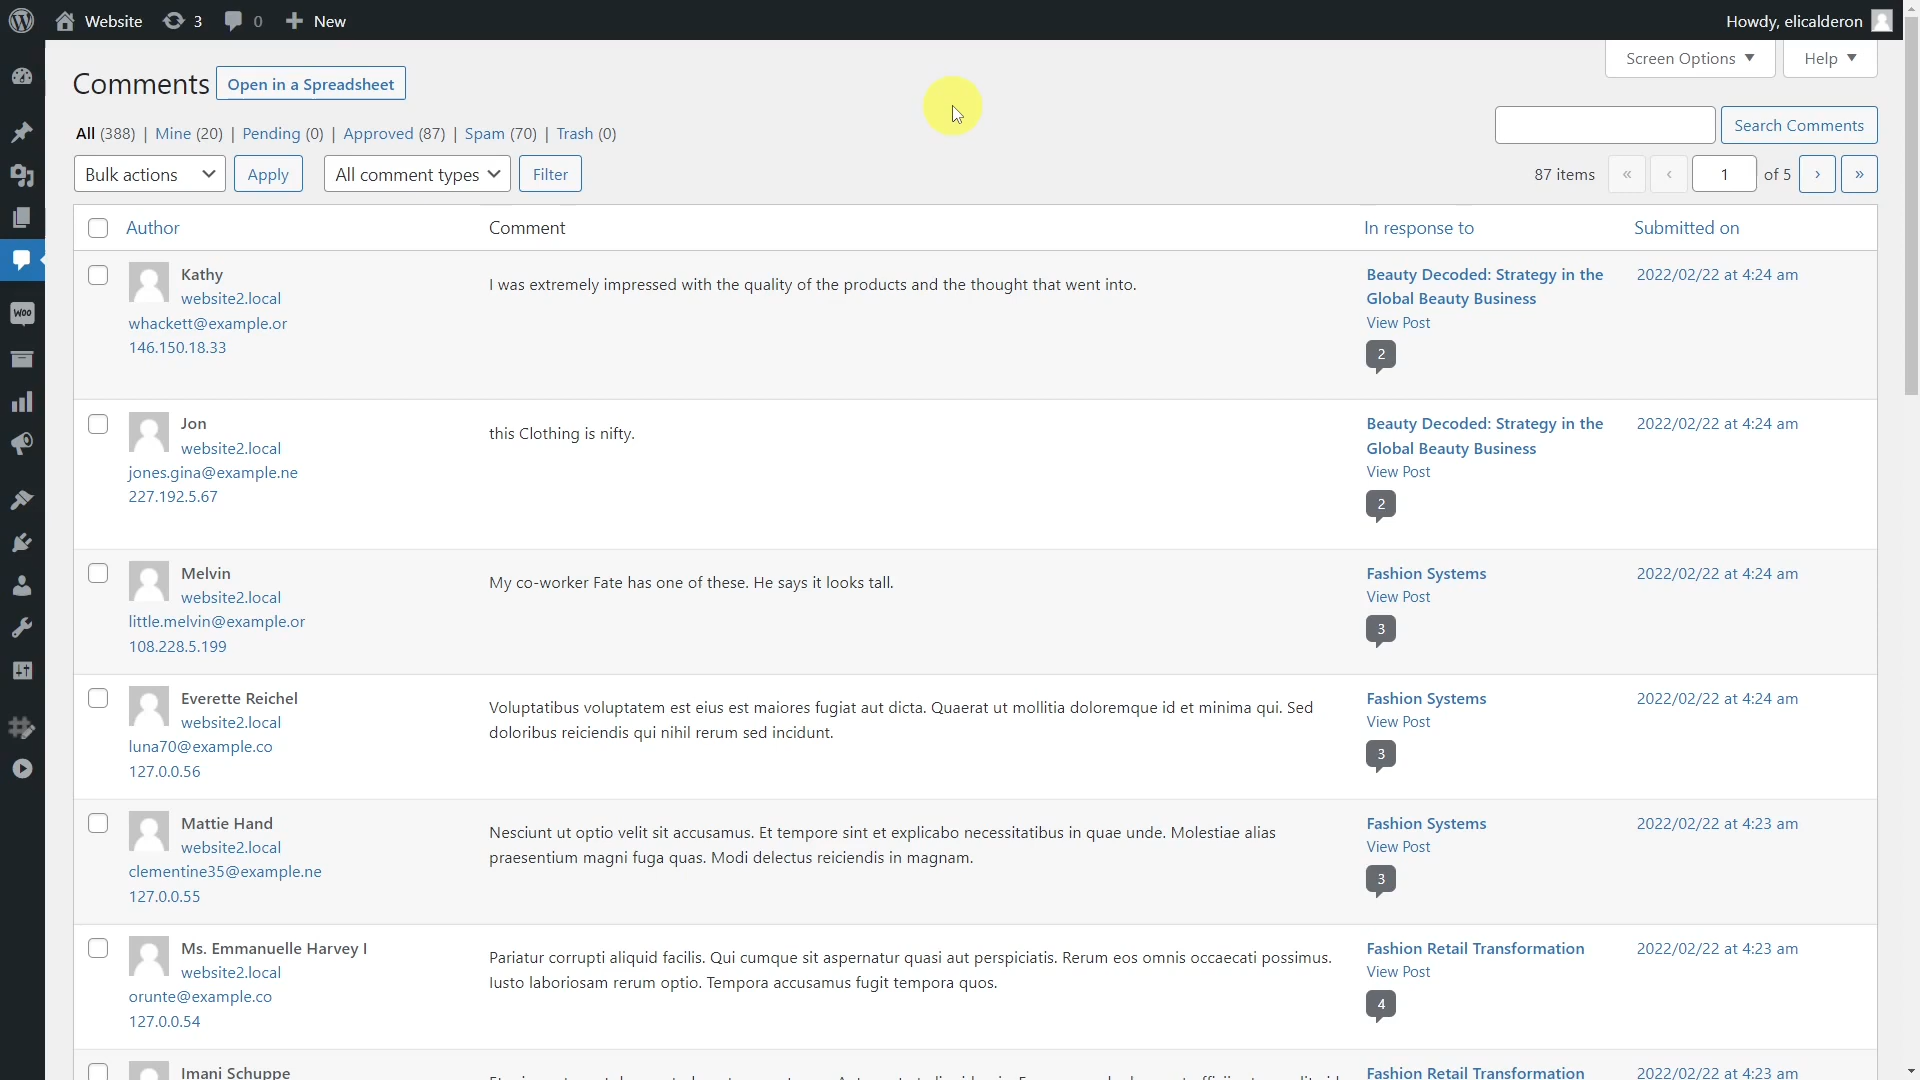 Website 3 0 New Howdy, elicalderon
Screen Options Help
Comments Open in a Spreadsheet
All (388) | Mine (20) | Pending (0) | Approved (87) | Spam (70) | Trash (0)
Search Comments
Bulk actions Apply All comment types Filter 87 items « ‹ 1 of 5 › »
Author Comment In response to Submitted on
Kathy I was extremely impressed with the quality of the products and the thought that went into. Beauty Decoded: Strategy in the 2022/02/22 at 4:24 am
website2.local Global Beauty Business
whackett@example.or View Post
146.150.18.33 2
Jon this Clothing is nifty. Beauty Decoded: Strategy in the 2022/02/22 at 4:24 am
website2.local Global Beauty Business
jones.gina@example.ne View Post
227.192.5.67 2
Melvin My co-worker Fate has one of these. He says it looks tall. Fashion Systems 2022/02/22 at 4:24 am
website2.local View Post
little.melvin@example.or 3
108.228.5.199
Everette Reichel Voluptatibus voluptatem est eius est maiores fugiat aut dicta. Quaerat ut mollitia doloremque id et minima qui. Sed Fashion Systems 2022/02/22 at 4:24 am
website2.local doloribus reiciendis qui nihil rerum sed incidunt. View Post
luna70@example.co 3
127.0.0.56
Mattie Hand Nesciunt ut optio velit sit accusamus. Et tempore sint et explicabo necessitatibus in quae unde. Molestiae alias Fashion Systems 2022/02/22 at 4:23 am
website2.local praesentium magni fuga quas. Modi delectus reiciendis in magnam. View Post
clementine35@example.ne 3
127.0.0.55
Ms. Emmanuelle Harvey I Pariatur corrupti aliquid facilis. Qui cumque sit aspernatur quasi aut perspiciatis. Rerum eos omnis occaecati possimus. Fashion Retail Transformation 2022/02/22 at 4:23 am
website2.local Iusto laboriosam rerum optio. Tempora accusamus fugit tempora quos. View Post
orunte@example.co 4
127.0.0.54
Imani Schuppe Fashion Retail Transformation 2022/02/22 at 4:23 am